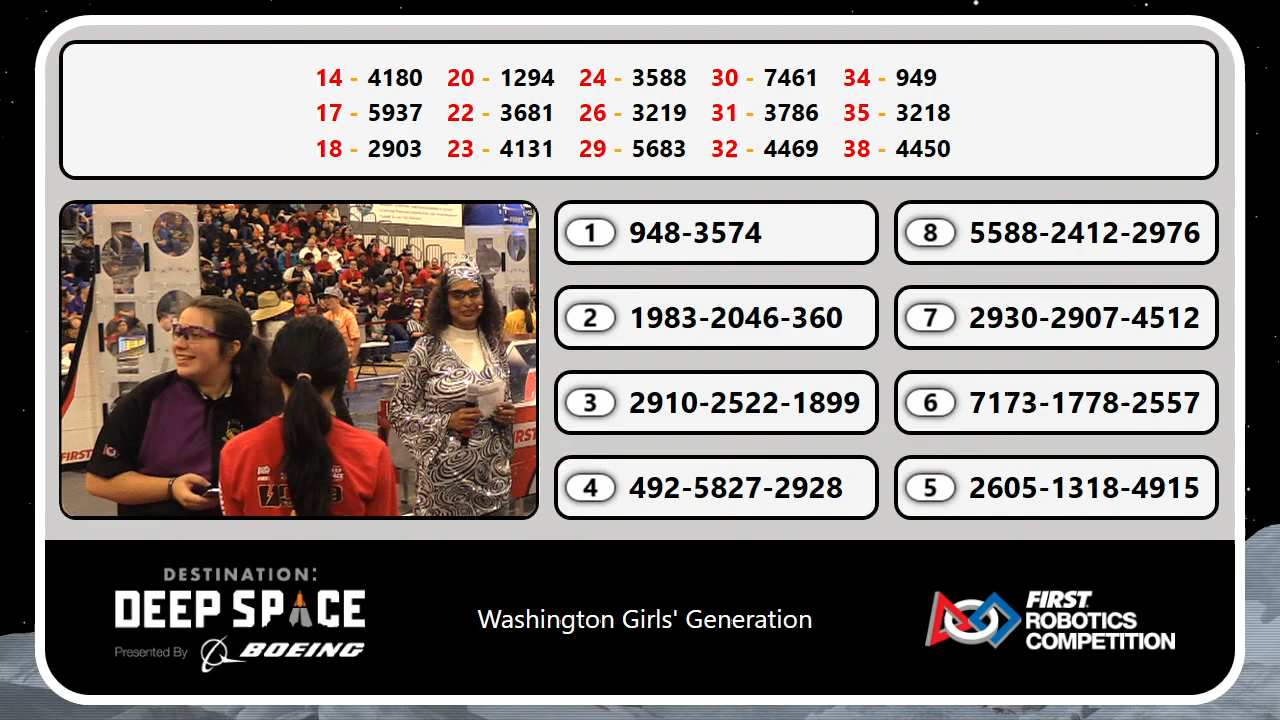 14 - 4180 20 - 1294 24 - 3588 30 - 7461 34 - 949
17 - 5937 22 - 3681 26 - 3219 31 - 3786 35 - 3218
18 - 2903 23 - 4131 29 - 5683 32 - 4469 38 - 4450
1 948-3574
8 5588-2412-2976
2 1983-2046-360
7 2930-2907-4512
3 2910-2522-1899
6 7173-1778-2557
4 492-5827-2928
5 2605-1318-4915
FIRST
FIRST
DESTINATION:
DEEP SPACE
Presented By BOEING
Washington Girls' Generation
FIRST
ROBOTICS
COMPETITION